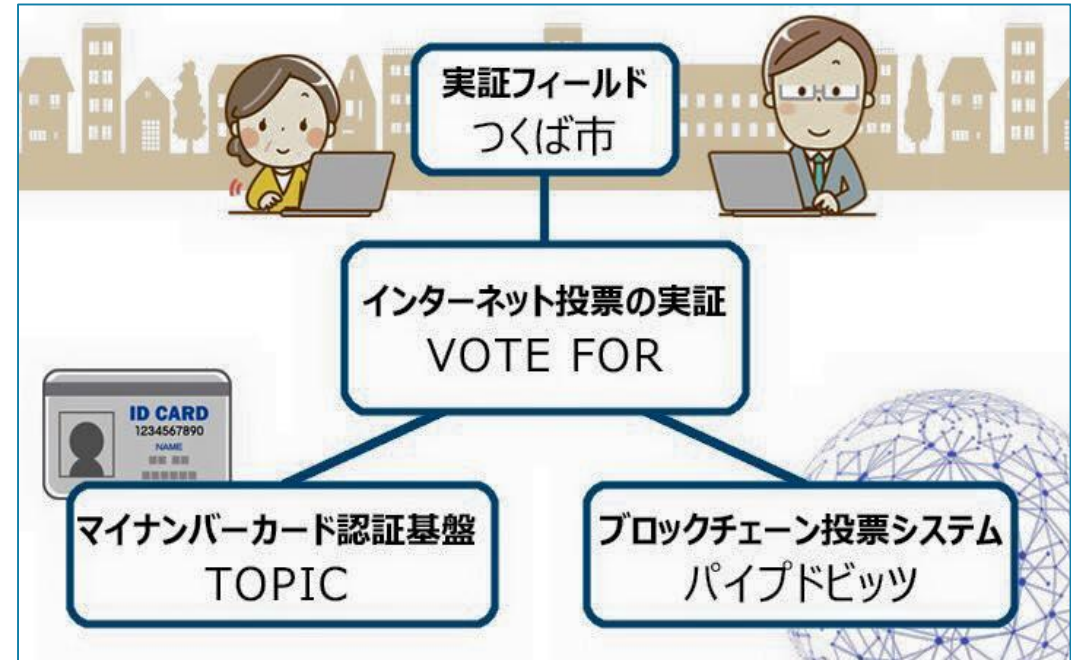 実証フィールド
つくば市
インターネット投票の実証
VOTE FOR
ID CARD
1234567890
NAME
マイナンバーカード認証基盤
TOPIC
ブロックチェーン投票システム
パイプドビッツ